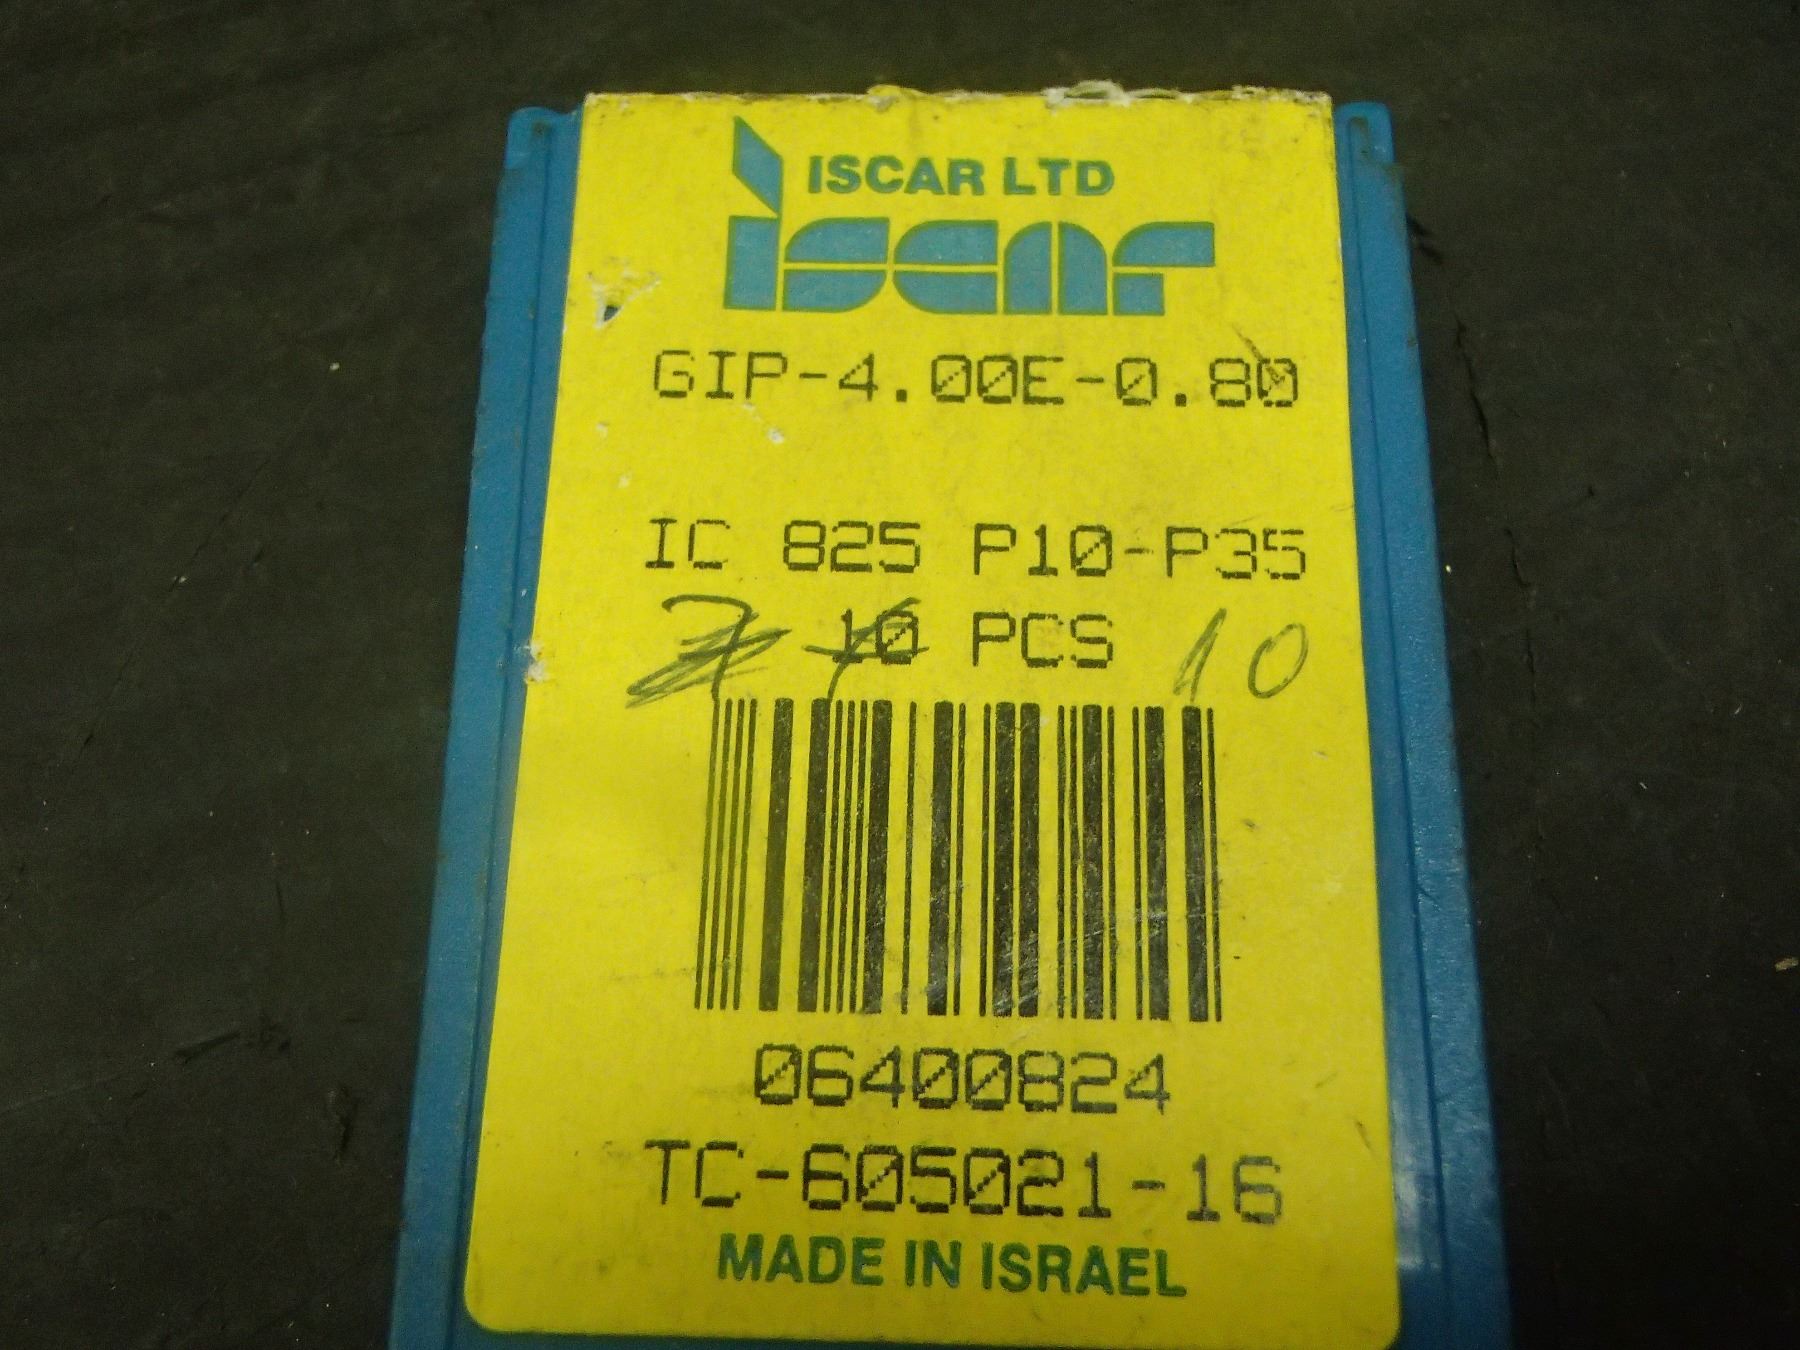 ISCAR LTD
iscar
GIP-4.00E-0.80
IC 825 P10-P35
7 10 PCS 10
06400824
TC-605021-16
MADE IN ISRAEL